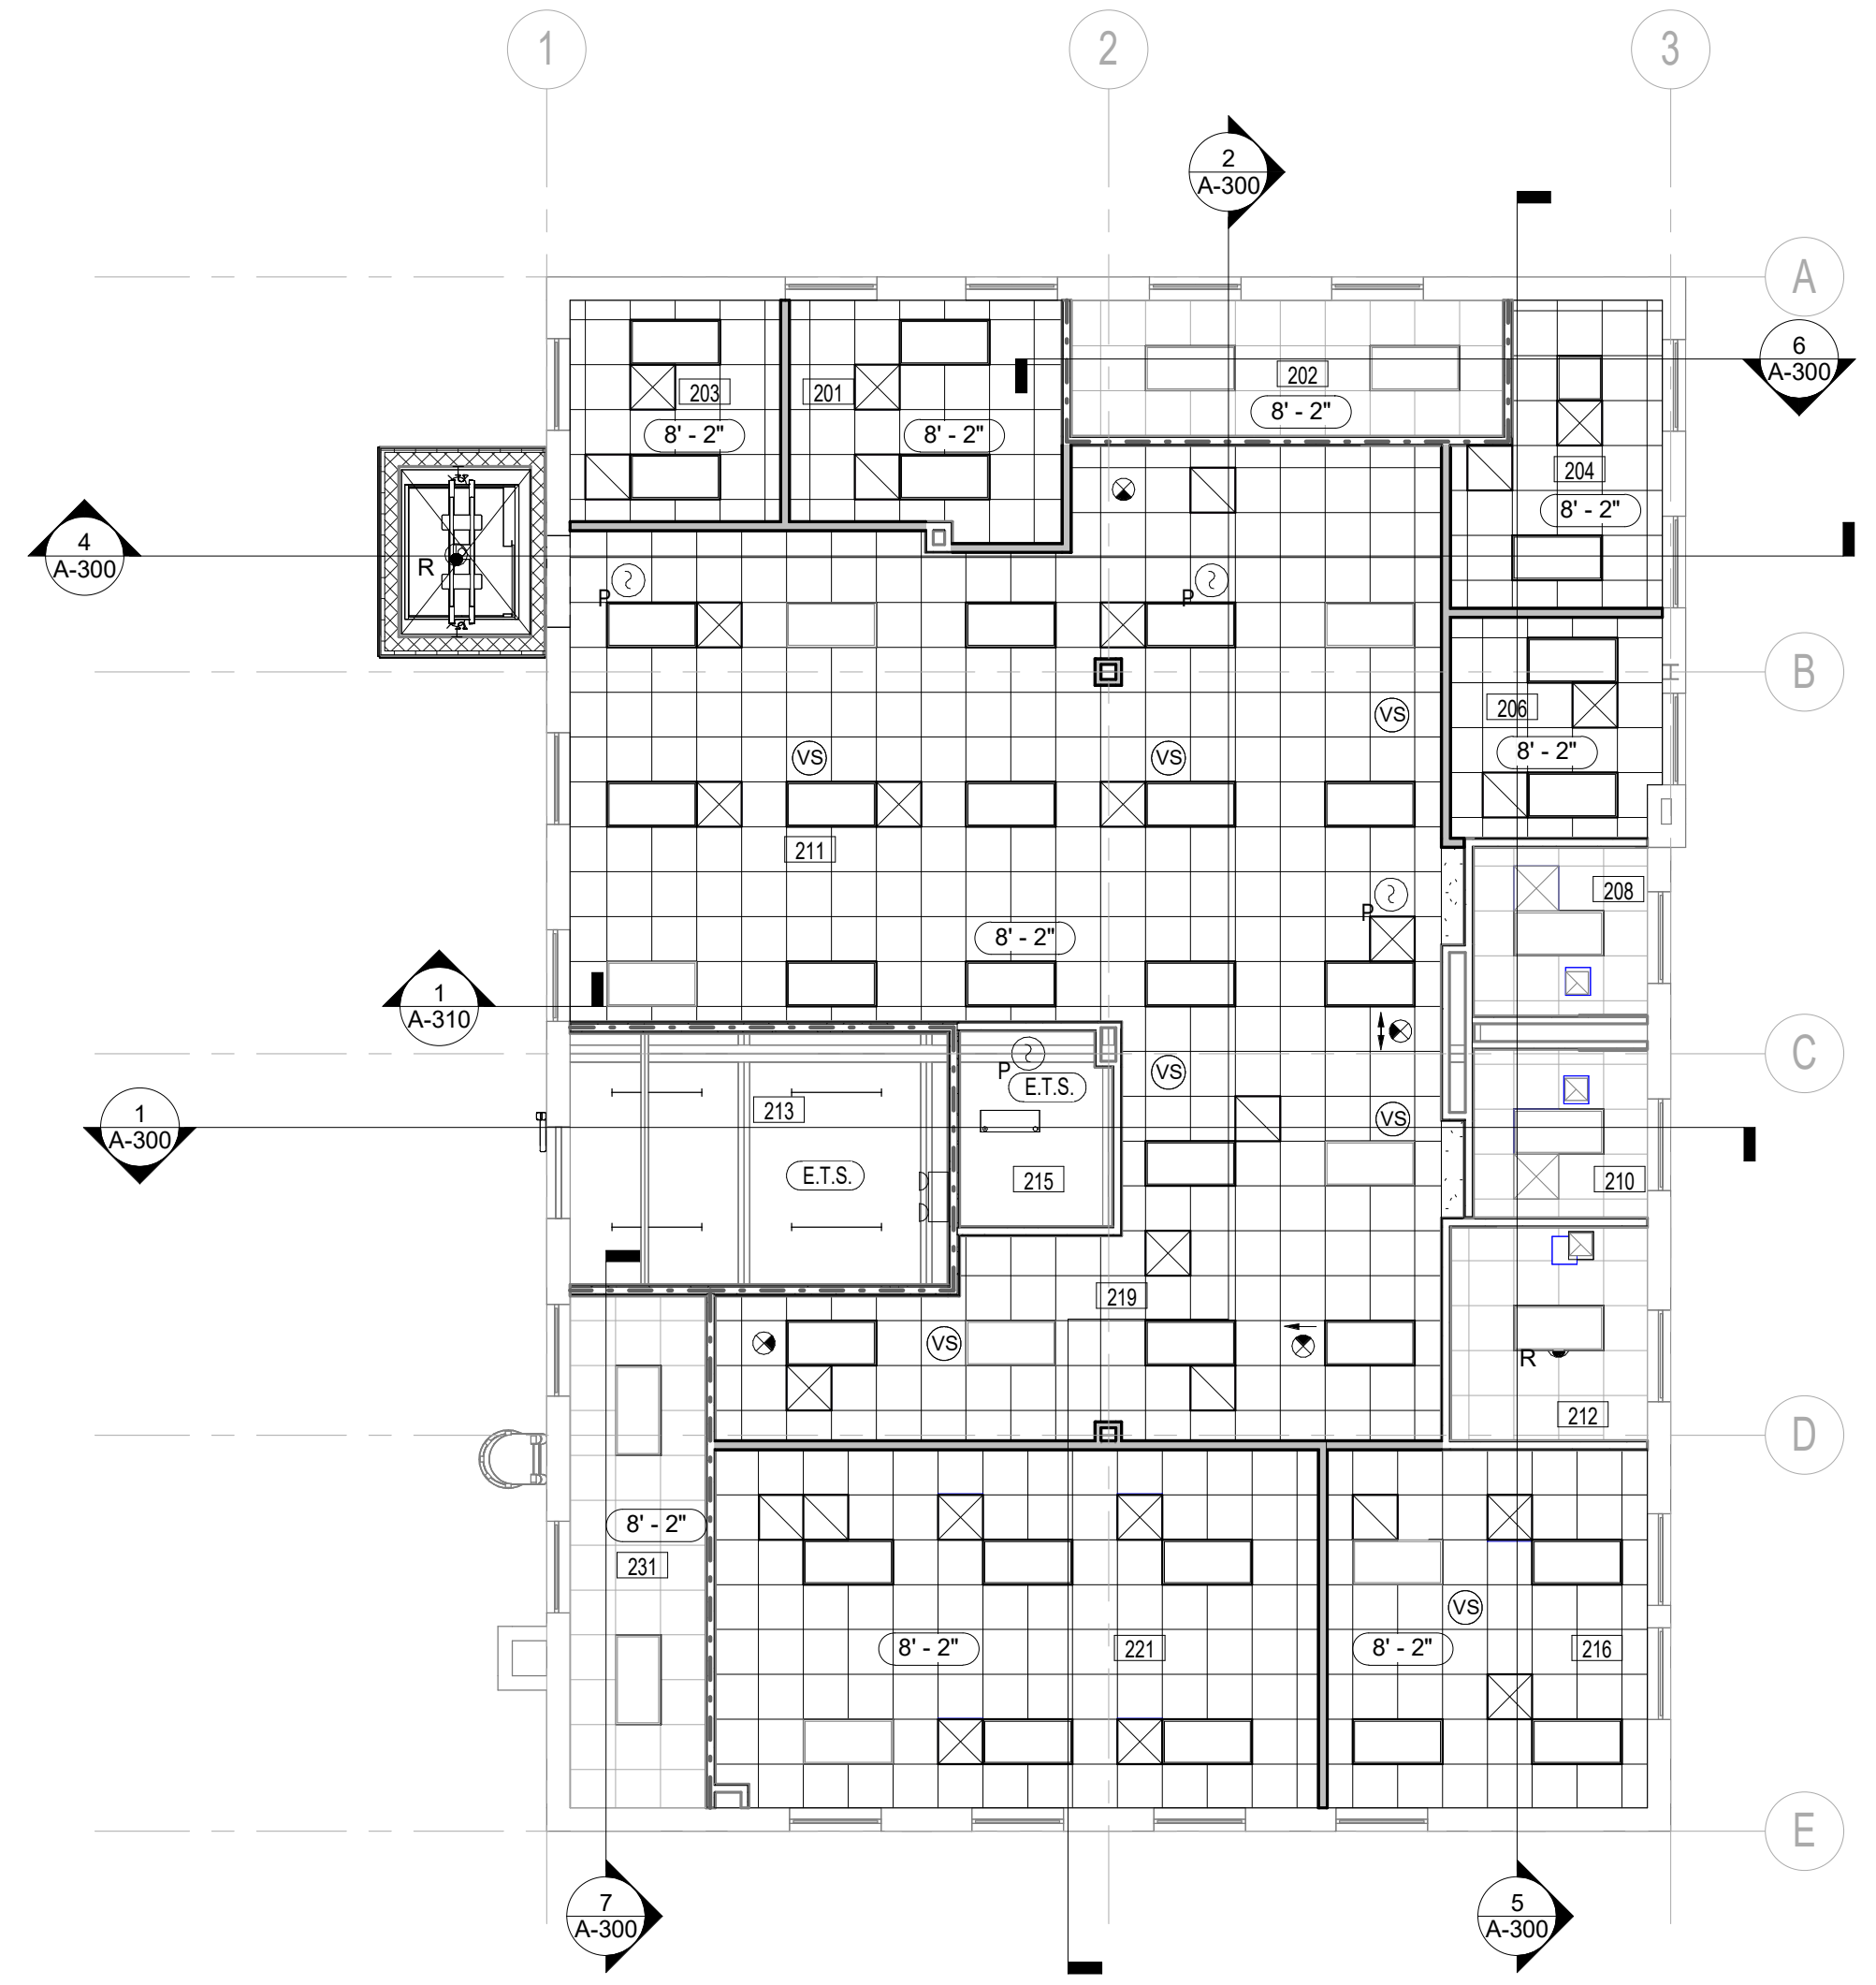 1
2
3
2
A-300
A
6
A-300
202
8' - 2"
203
201
8' - 2"
8' - 2"
204
8' - 2"
4
A-300
R
P
P
B
VS
206
8' - 2"
VS
VS
211
208
P
8' - 2"
1
A-310
C
P
VS
E.T.S.
213
1
A-300
VS
E.T.S.
215
210
219
VS
R
212
D
8' - 2"
231
VS
8' - 2"
221
8' - 2"
216
E
7
A-300
5
A-300